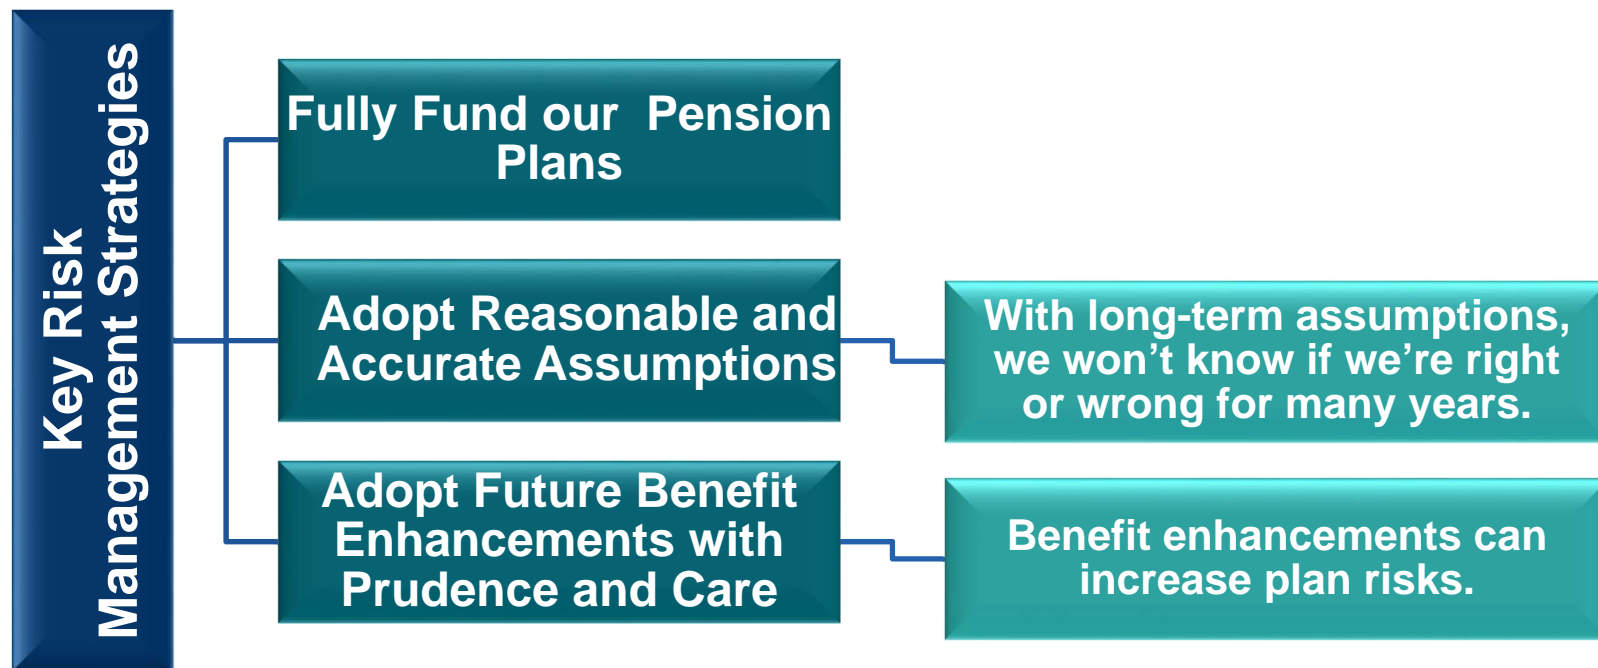 Key Risk
Management Strategies
Fully Fund our  Pension
Plans
Adopt Reasonable and
Accurate Assumptions
With long-term assumptions,
we won’t know if we’re right
or wrong for many years.
Adopt Future Benefit
Enhancements with
Prudence and Care
Benefit enhancements can
increase plan risks.